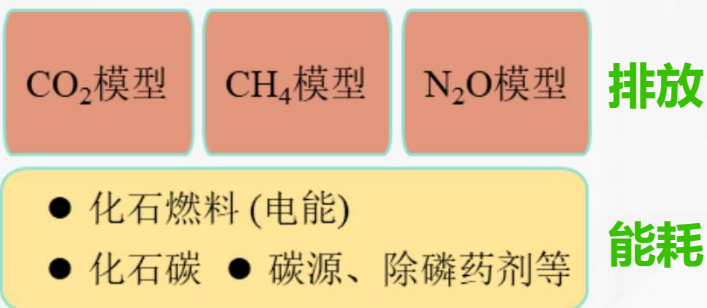 CO₂模型 CH₄模型 N₂O模型 排放
● 化石燃料 (电能)
● 化石碳 ● 碳源、除磷药剂等
能耗